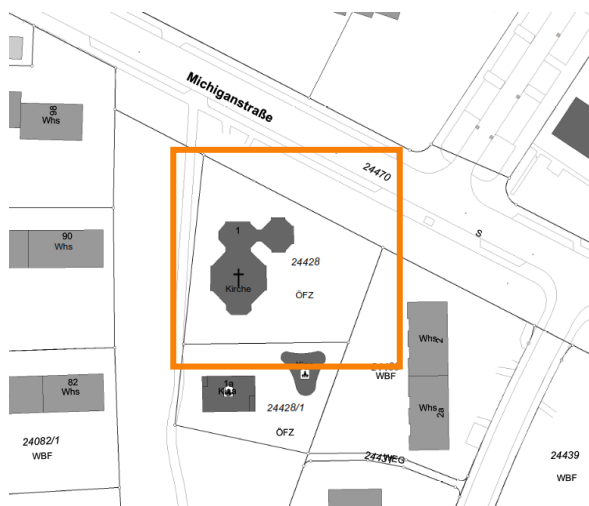 Michiganstraße
98
Whs
24470
90
Whs
1
24428
Kirche
ÖFZ
S
Whs
2
WBF
82
Whs
1a
24428/1
Whs
2a
ÖFZ
24082/1
WBF
WEG
24439
WBF